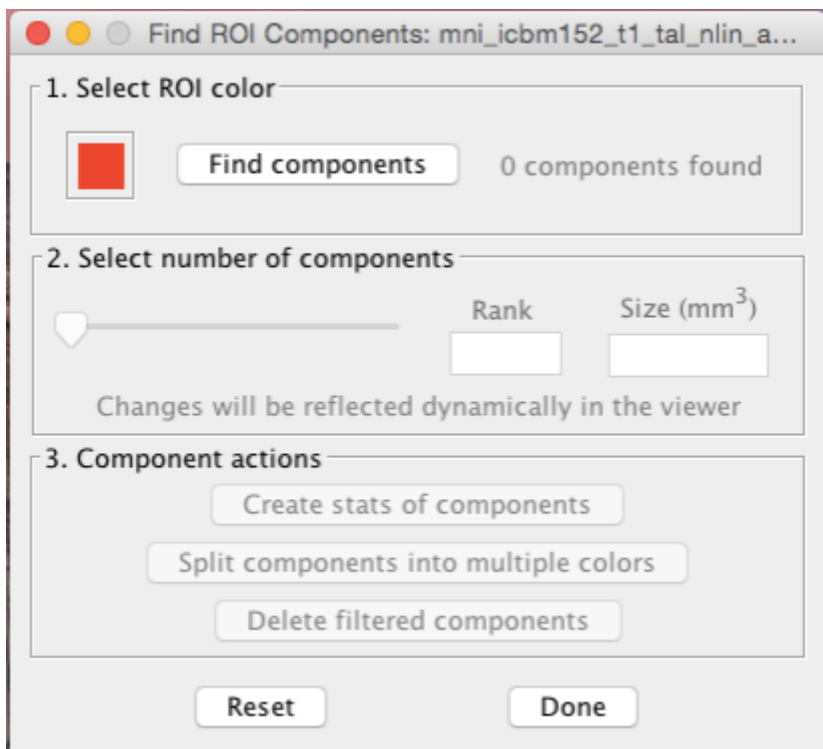 Find ROI Components: mni_icbm152_t1_tal_nlin_a...
1. Select ROI color
Find components
0 components found
2. Select number of components
Rank
Size (mm³)
Changes will be reflected dynamically in the viewer
3. Component actions
Create stats of components
Split components into multiple colors
Delete filtered components
Reset
Done